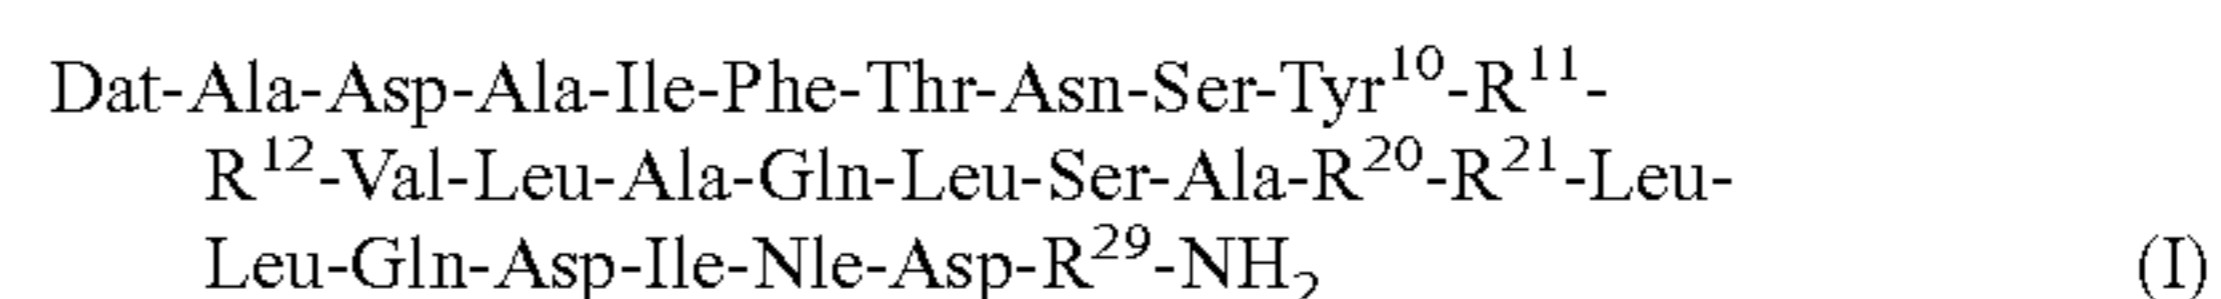 Dat-Ala-Asp-Ala-Ile-Phe-Thr-Asn-Ser-Tyr¹⁰-R¹¹-
R¹²-Val-Leu-Ala-Gln-Leu-Ser-Ala-R²⁰-R²¹-Leu-
Leu-Gln-Asp-Ile-Nle-Asp-R²⁹-NH₂ (I)